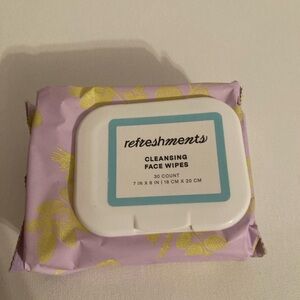 refreshments
CLEANSING
FACE WIPES
30 COUNT
7 IN X 8 IN | 18 CM X 20 CM